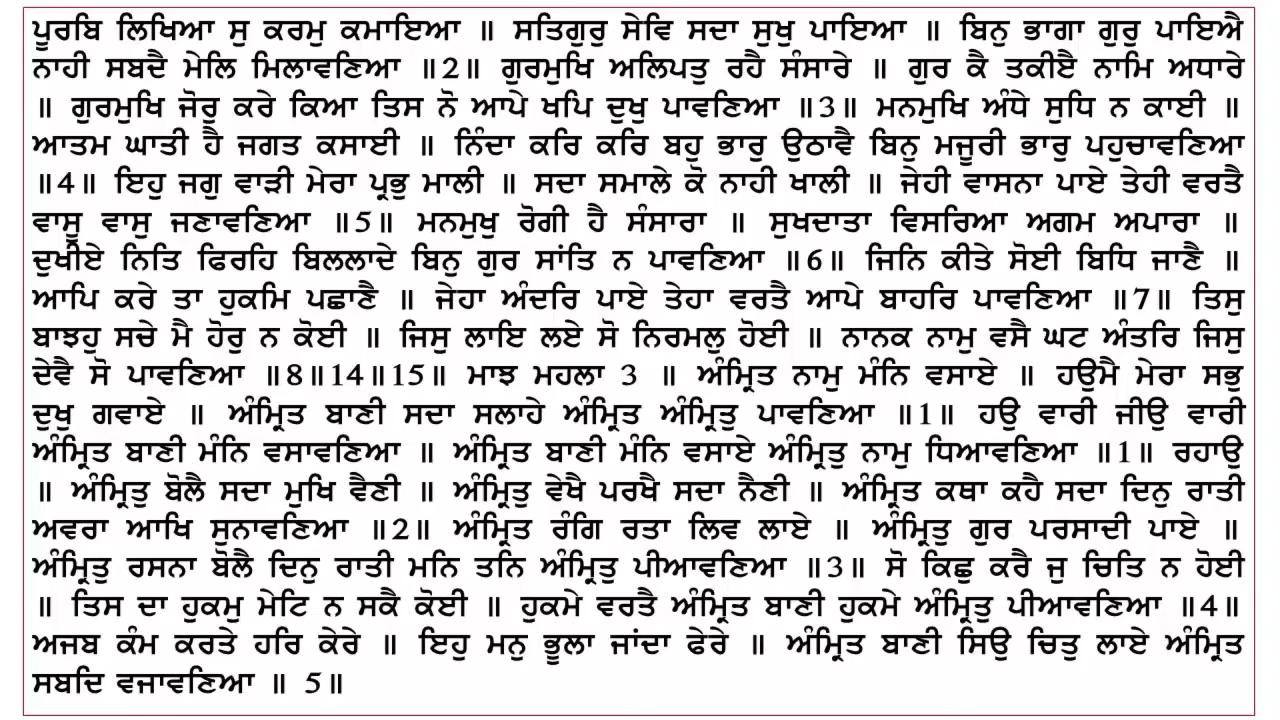 ਪੂਰਬਿ ਲਿਖਿਆ ਸੁ ਕਰਮੁ ਕਮਾਇਆ ॥ ਸਤਿਗੁਰੁ ਸੇਵਿ ਸਦਾ ਸੁਖੁ ਪਾਇਆ ॥ ਬਿਨੁ ਭਾਗਾ ਗੁਰੁ ਪਾਇਐ
ਨਾਹੀ ਸਬਦੈ ਮੇਲਿ ਮਿਲਾਵਣਿਆ ॥2॥ ਗੁਰਮੁਖਿ ਅਲਿਪਤੁ ਰਹੈ ਸੰਸਾਰੇ ॥ ਗੁਰ ਕੈ ਤਕੀਐ ਨਾਮਿ ਅਧਾਰੇ
॥ ਗੁਰਮੁਖਿ ਜੋਰੁ ਕਰੇ ਕਿਆ ਤਿਸ ਨੋ ਆਪੇ ਖਪਿ ਦੁਖੁ ਪਾਵਣਿਆ ॥3॥ ਮਨਮੁਖਿ ਅੰਧੇ ਸੁਧਿ ਨ ਕਾਈ ॥
ਆਤਮ ਘਾਤੀ ਹੈ ਜਗਤ ਕਸਾਈ ॥ ਨਿੰਦਾ ਕਰਿ ਕਰਿ ਬਹੁ ਭਾਰੁ ਉਠਾਵੈ ਬਿਨੁ ਮਜੂਰੀ ਭਾਰੁ ਪਹੁਚਾਵਣਿਆ
॥4॥ ਇਹੁ ਜਗੁ ਵਾੜੀ ਮੇਰਾ ਪ੍ਰਭੁ ਮਾਲੀ ॥ ਸਦਾ ਸਮਾਲੇ ਕੋ ਨਾਹੀ ਖਾਲੀ ॥ ਜੇਹੀ ਵਾਸਨਾ ਪਾਏ ਤੇਹੀ ਵਰਤੈ
ਵਾਸੂ ਵਾਸੁ ਜਣਾਵਣਿਆ ॥5॥ ਮਨਮੁਖੁ ਰੋਗੀ ਹੈ ਸੰਸਾਰਾ ॥ ਸੁਖਦਾਤਾ ਵਿਸਰਿਆ ਅਗਮ ਅਪਾਰਾ ॥
ਦੁਖੀਏ ਨਿਤਿ ਫਿਰਹਿ ਬਿਲਲਾਦੇ ਬਿਨੁ ਗੁਰ ਸਾਂਤਿ ਨ ਪਾਵਣਿਆ ॥6॥ ਜਿਨਿ ਕੀਤੇ ਸੋਈ ਬਿਧਿ ਜਾਣੈ ॥
ਆਪਿ ਕਰੇ ਤਾ ਹੁਕਮਿ ਪਛਾਣੈ ॥ ਜੇਹਾ ਅੰਦਰਿ ਪਾਏ ਤੇਹਾ ਵਰਤੈ ਆਪੇ ਬਾਹਰਿ ਪਾਵਣਿਆ ॥7॥ ਤਿਸੁ
ਬਾਝਹੁ ਸਚੇ ਮੈ ਹੋਰੁ ਨ ਕੋਈ ॥ ਜਿਸੁ ਲਾਇ ਲਏ ਸੋ ਨਿਰਮਲੁ ਹੋਈ ॥ ਨਾਨਕ ਨਾਮੁ ਵਸੈ ਘਟ ਅੰਤਰਿ ਜਿਸੁ
ਦੇਵੈ ਸੋ ਪਾਵਣਿਆ ॥8॥14॥15॥ ਮਾਝ ਮਹਲਾ 3 ॥ ਅੰਮ੍ਰਿਤ ਨਾਮੁ ਮੰਨਿ ਵਸਾਏ ॥ ਹਉਮੈ ਮੇਰਾ ਸਭੁ
ਦੁਖੁ ਗਵਾਏ ॥ ਅੰਮ੍ਰਿਤ ਬਾਣੀ ਸਦਾ ਸਲਾਹੇ ਅੰਮ੍ਰਿਤ ਅੰਮ੍ਰਿਤੁ ਪਾਵਣਿਆ ॥1॥ ਹਉ ਵਾਰੀ ਜੀਉ ਵਾਰੀ
ਅੰਮ੍ਰਿਤ ਬਾਣੀ ਮੰਨਿ ਵਸਾਵਣਿਆ ॥ ਅੰਮ੍ਰਿਤ ਬਾਣੀ ਮੰਨਿ ਵਸਾਏ ਅੰਮ੍ਰਿਤੁ ਨਾਮੁ ਧਿਆਵਣਿਆ ॥1॥ ਰਹਾਉ
॥ ਅੰਮ੍ਰਿਤੁ ਬੋਲੈ ਸਦਾ ਮੁਖਿ ਵੈਣੀ ॥ ਅੰਮ੍ਰਿਤੁ ਵੇਖੈ ਪਰਖੈ ਸਦਾ ਨੈਣੀ ॥ ਅੰਮ੍ਰਿਤ ਕਥਾ ਕਹੈ ਸਦਾ ਦਿਨੁ ਰਾਤੀ
ਅਵਰਾ ਆਖਿ ਸੁਨਾਵਣਿਆ ॥2॥ ਅੰਮ੍ਰਿਤ ਰੰਗਿ ਰਤਾ ਲਿਵ ਲਾਏ ॥ ਅੰਮ੍ਰਿਤੁ ਗੁਰ ਪਰਸਾਦੀ ਪਾਏ ॥
ਅੰਮ੍ਰਿਤੁ ਰਸਨਾ ਬੋਲੈ ਦਿਨੁ ਰਾਤੀ ਮਨਿ ਤਨਿ ਅੰਮ੍ਰਿਤੁ ਪੀਆਵਣਿਆ ॥3॥ ਸੋ ਕਿਛੁ ਕਰੈ ਜੁ ਚਿਤਿ ਨ ਹੋਈ
॥ ਤਿਸ ਦਾ ਹੁਕਮੁ ਮੇਟਿ ਨ ਸਕੈ ਕੋਈ ॥ ਹੁਕਮੇ ਵਰਤੈ ਅੰਮ੍ਰਿਤ ਬਾਣੀ ਹੁਕਮੇ ਅੰਮ੍ਰਿਤੁ ਪੀਆਵਣਿਆ ॥4॥
ਅਜਬ ਕੰਮ ਕਰਤੇ ਹਰਿ ਕੇਰੇ ॥ ਇਹੁ ਮਨੁ ਭੂਲਾ ਜਾਂਦਾ ਫੇਰੇ ॥ ਅੰਮ੍ਰਿਤ ਬਾਣੀ ਸਿਉ ਚਿਤੁ ਲਾਏ ਅੰਮ੍ਰਿਤ
ਸਬਦਿ ਵਜਾਵਣਿਆ ॥ 5॥